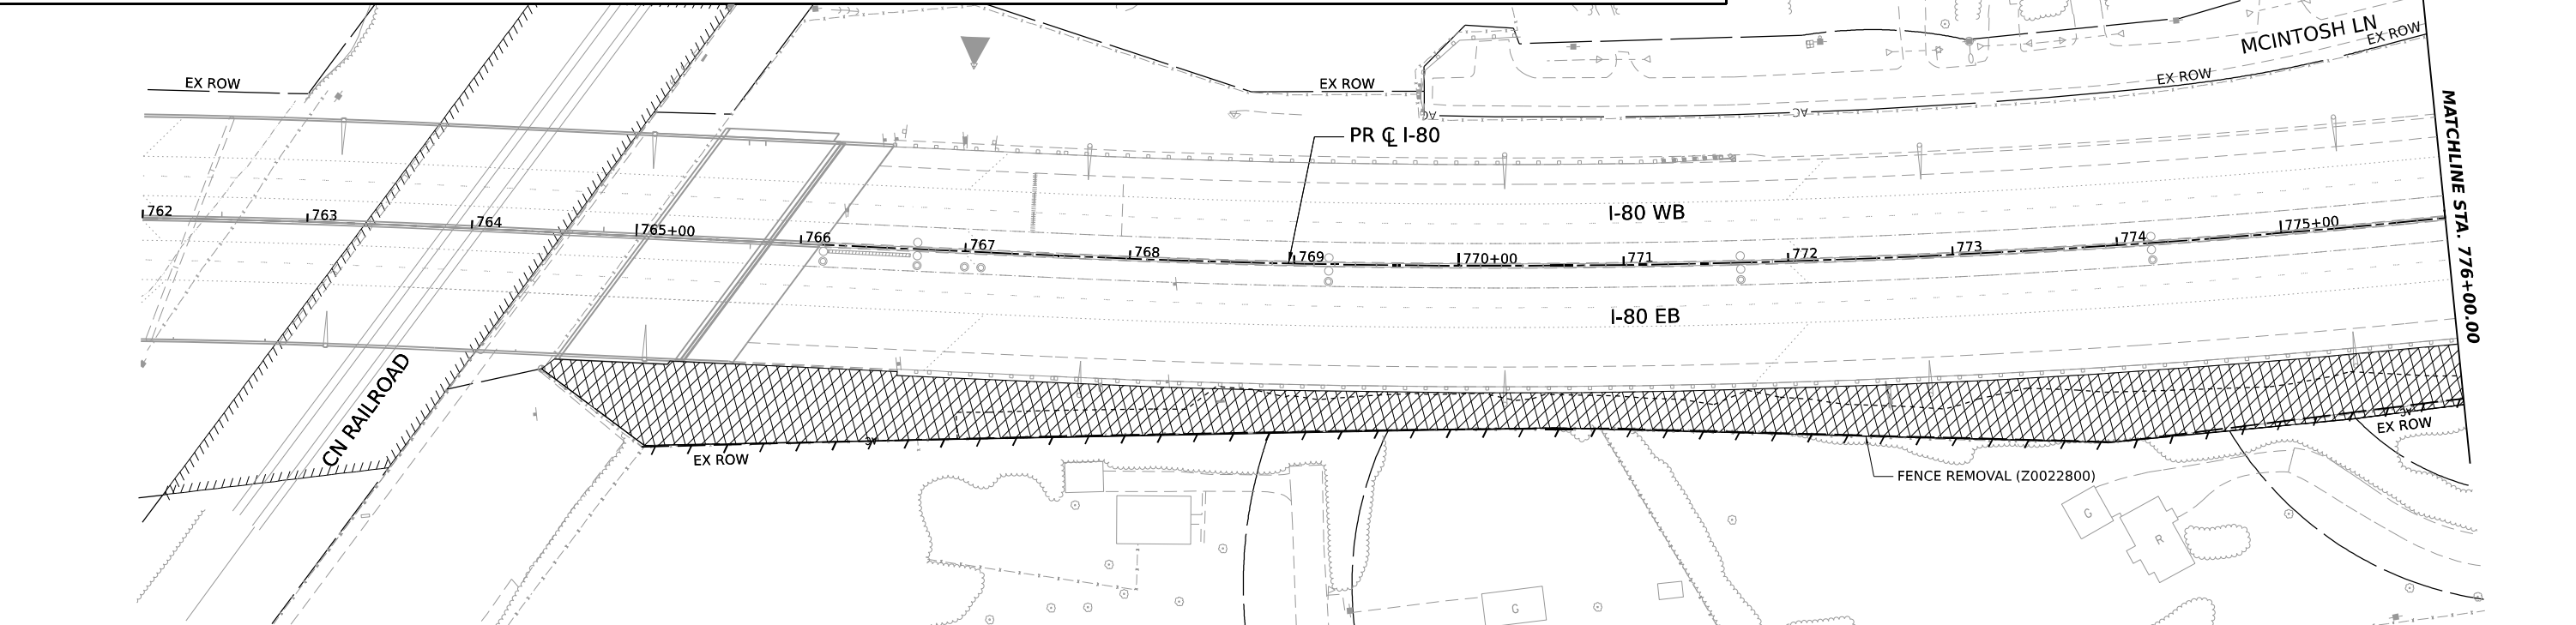 MCINTOSH LN
EX ROW
EX ROW
EX ROW
EX ROW
AC
AC
PR ℄ I-80
MATCHLINE STA. 776+00.00
762
763
764
765+00
766
767
768
769
770+00
771
772
773
774
775+00
I-80 WB
I-80 EB
CN RAILROAD
EX ROW
EX ROW
FENCE REMOVAL (Z0022800)
G
R
G